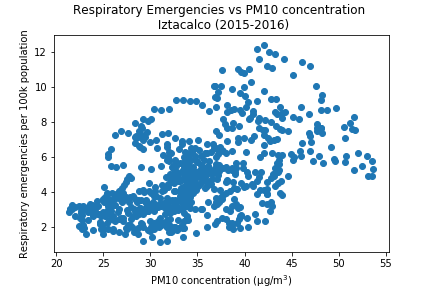 Respiratory Emergencies vs PM10 concentration
Iztacalco (2015-2016)
Respiratory emergencies per 100k population
12
10
8
6
4
2
20 25 30 35 40 45 50 55
PM10 concentration (µg/m³)